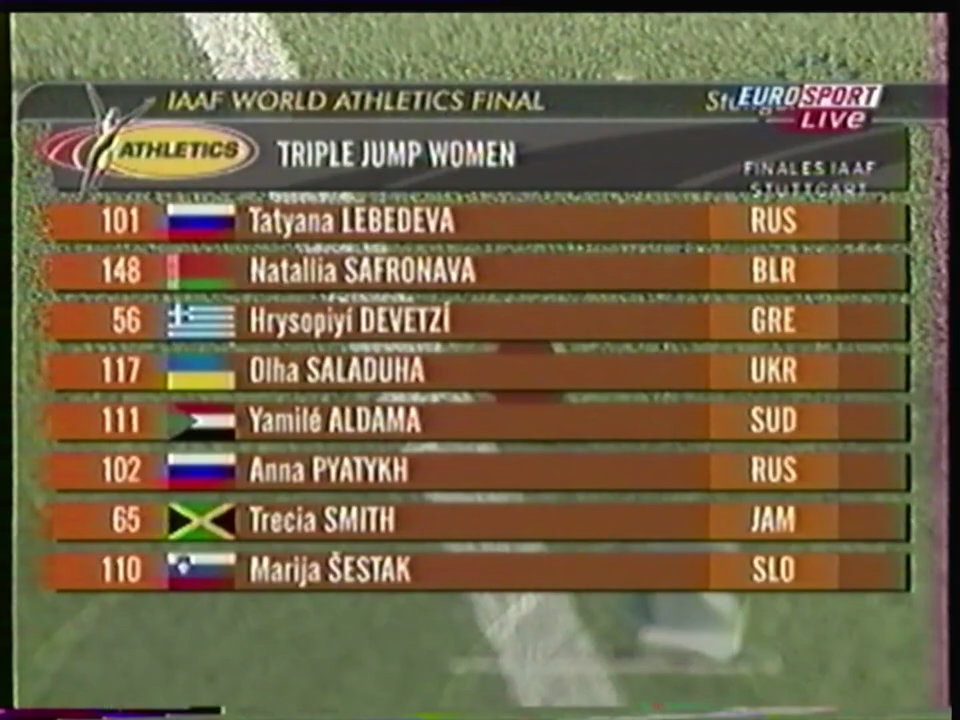 IAAF WORLD ATHLETICS FINAL
EUROSPORT
LIVE
ATHLETICS
TRIPLE JUMP WOMEN
FINALES IAAF
STUTTGART
101 Tatyana LEBEDEVA RUS
148 Natallia SAFRONAVA BLR
56 Hrysopiyí DEVETZÍ GRE
117 Olha SALADUHA UKR
111 Yamilé ALDAMA SUD
102 Anna PYATYKH RUS
65 Trecia SMITH JAM
110 Marija ŠESTAK SLO